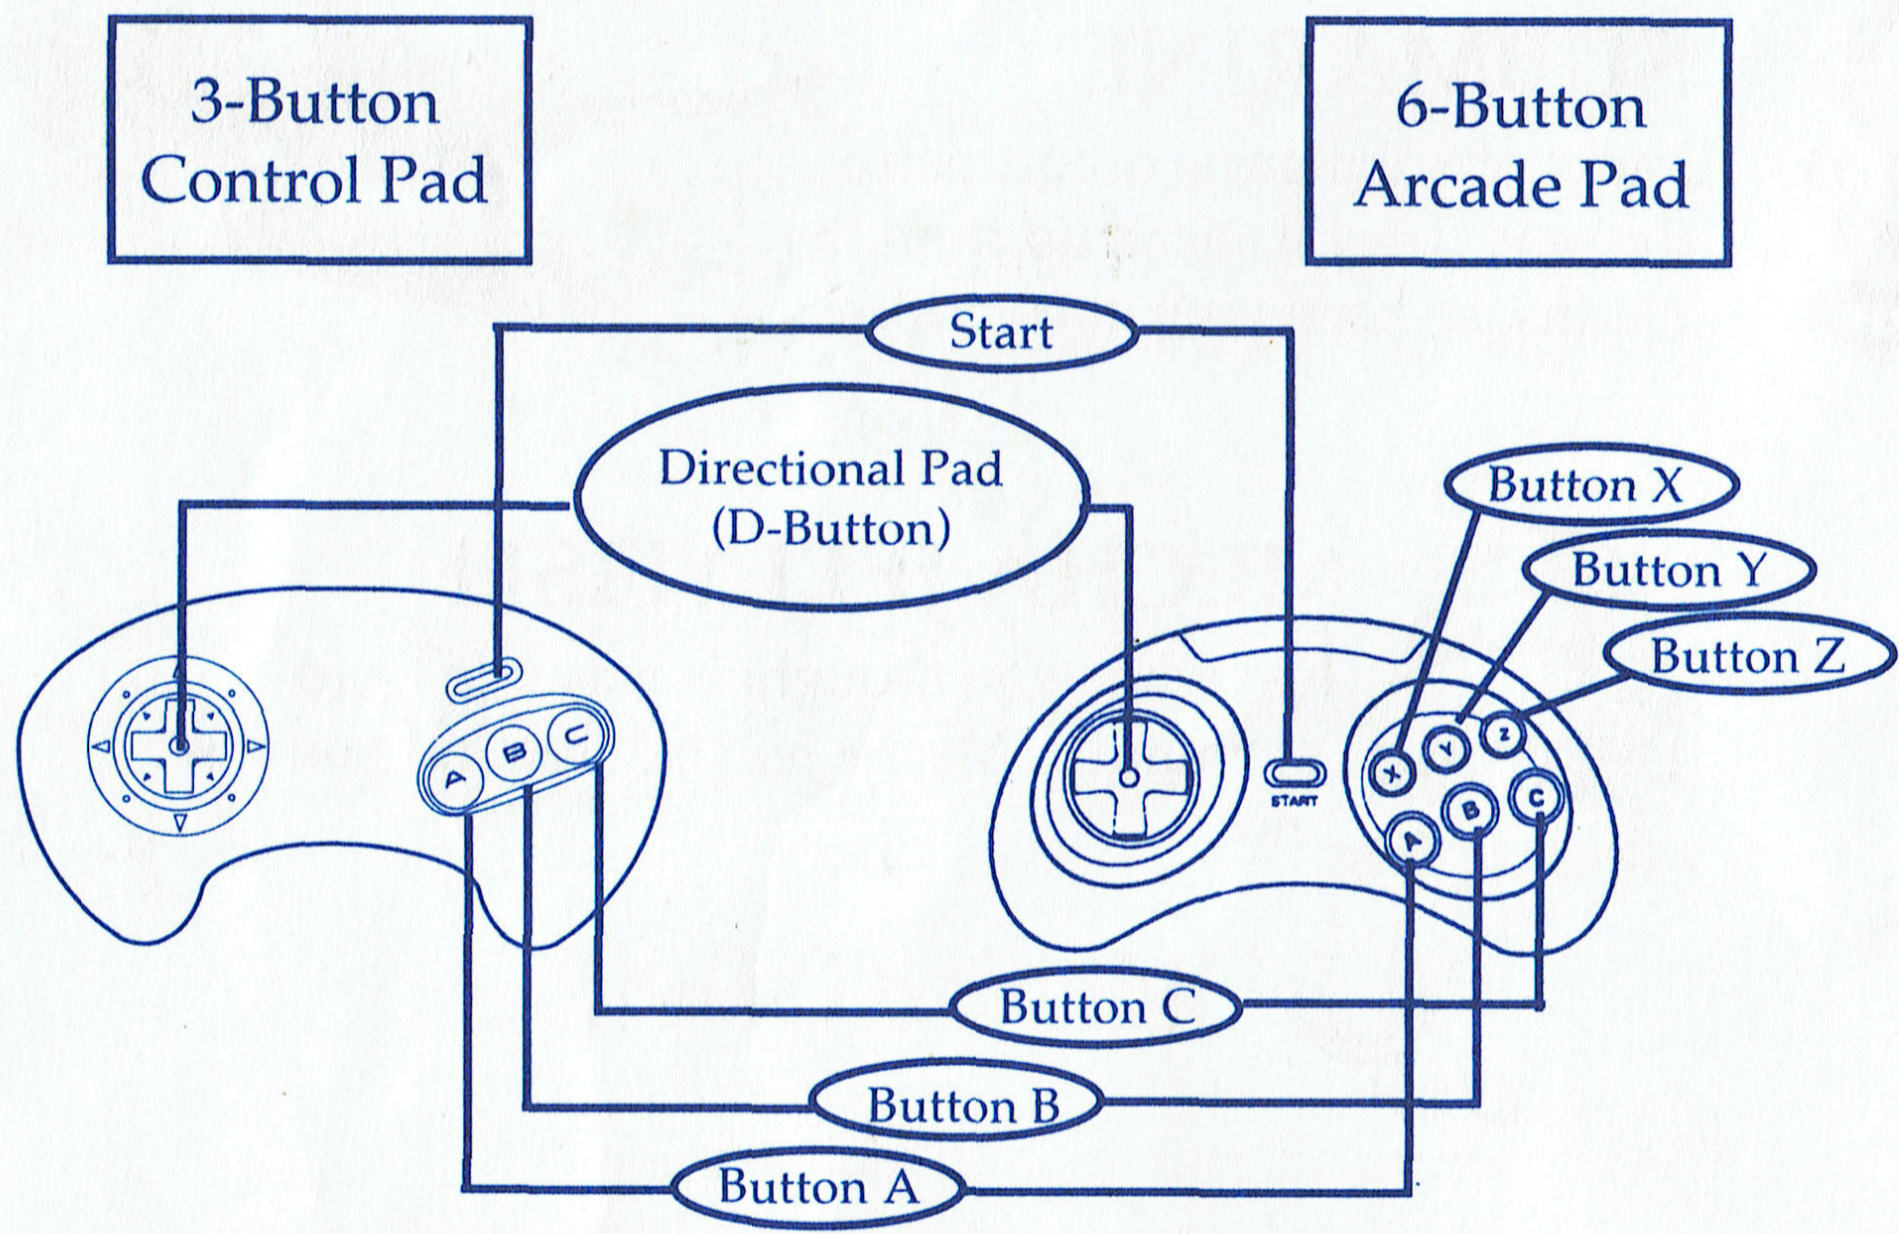 3-Button
Control Pad
6-Button
Arcade Pad
Start
Directional Pad
(D-Button)
Button X
Button Y
Button Z
A
B
C
START
X
Y
Z
A
B
C
Button C
Button B
Button A